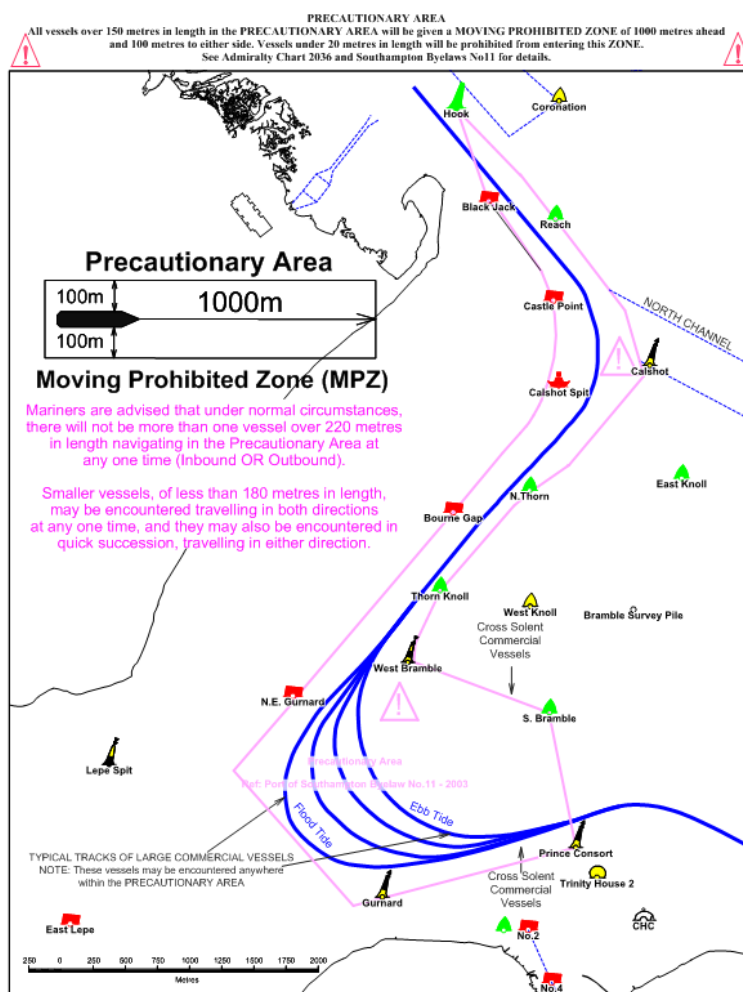 PRECAUTIONARY AREA
All vessels over 150 metres in length in the PRECAUTIONARY AREA will be given a MOVING PROHIBITED ZONE of 1000 metres ahead
and 100 metres to either side. Vessels under 20 metres in length will be prohibited from entering this ZONE.
See Admiralty Chart 2036 and Southampton Byelaws No11 for details.
!
!
Hook
Coronation
Black Jack
Reach
Precautionary Area
100m
1000m
100m
Moving Prohibited Zone (MPZ)
Castle Point
NORTH CHANNEL
!
Calshot
Calshot Spit
Mariners are advised that under normal circumstances,
there will not be more than one vessel over 220 metres
in length navigating in the Precautionary Area at
any one time (Inbound OR Outbound).
Smaller vessels, of less than 180 metres in length,
may be encountered travelling in both directions
at any one time, and they may also be encountered in
quick succession, travelling in either direction.
East Knoll
N.Thorn
Bourne Gap
Thorn Knoll
West Knoll
Bramble Survey Pile
Cross Solent
Commercial
Vessels
West Bramble
N.E. Gurnard
!
S. Bramble
Lepe Spit
Precautionary Area
Ref: Port of Southampton Byelaw No.11 - 2003
Ebb Tide
Flood Tide
TYPICAL TRACKS OF LARGE COMMERCIAL VESSELS
NOTE: These vessels may be encountered anywhere
within the PRECAUTIONARY AREA
Prince Consort
Cross Solent
Commercial
Vessels
Trinity House 2
Gurnard
East Lepe
No.2
CHC
No.4
250 0 250 500 750 1000 1250 1500 1750 2000
Metres